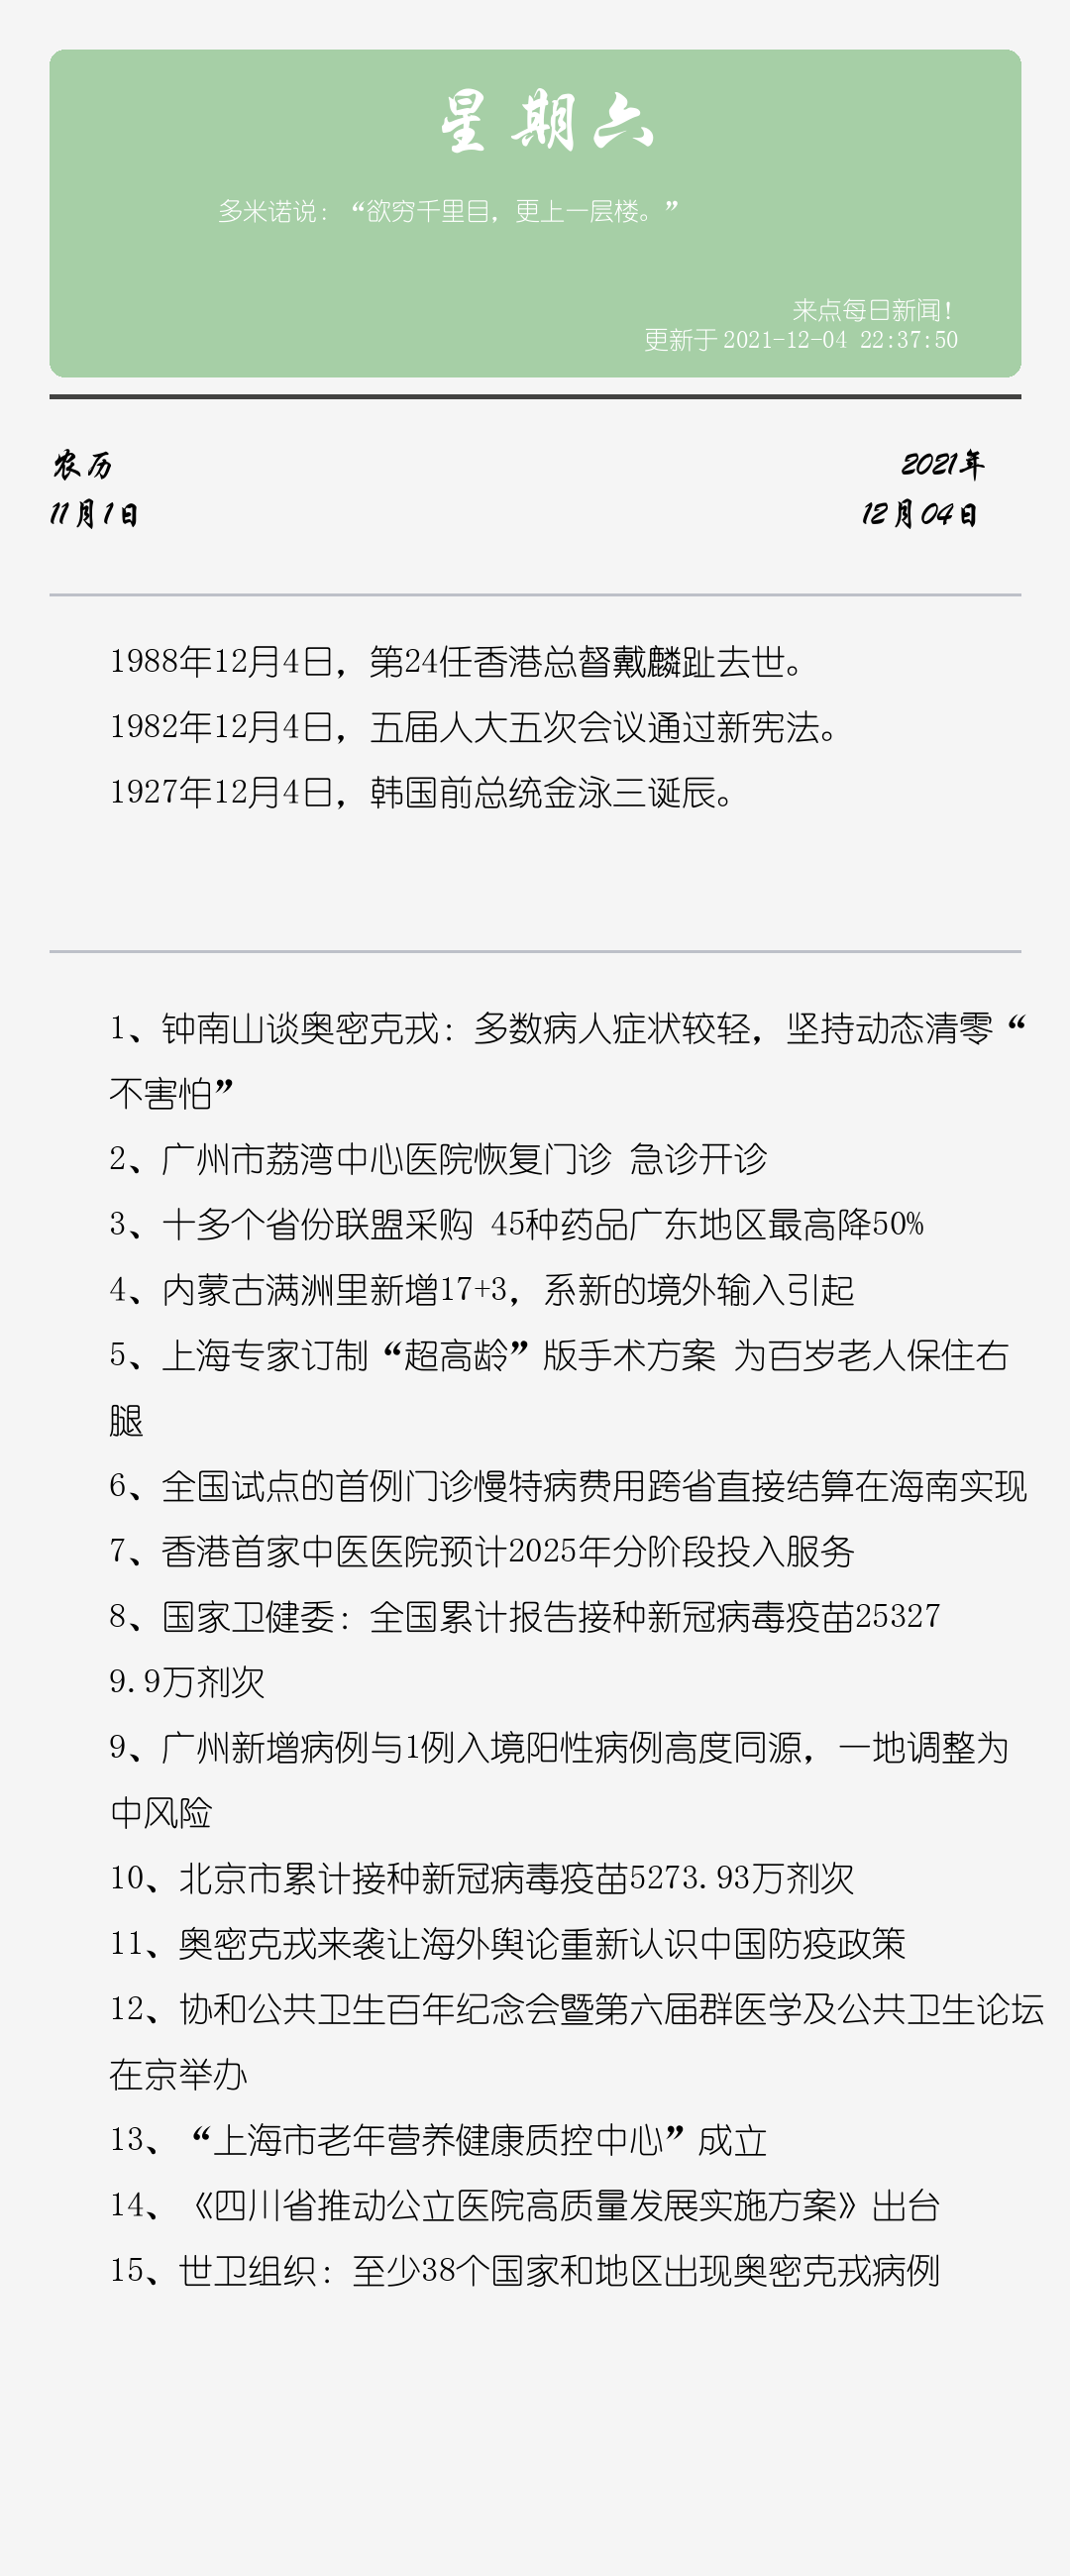 星期六
多米诺说：“欲穷千里目，更上一层楼。”
来点每日新闻！
更新于 2021-12-04 22:37:50
农历
2021年
11月1日
12月04日
1988年12月4日，第24任香港总督戴麟趾去世。
1982年12月4日，五届人大五次会议通过新宪法。
1927年12月4日，韩国前总统金泳三诞辰。
1、钟南山谈奥密克戎：多数病人症状较轻，坚持动态清零“
不害怕”
2、广州市荔湾中心医院恢复门诊 急诊开诊
3、十多个省份联盟采购 45种药品广东地区最高降50%
4、内蒙古满洲里新增17+3，系新的境外输入引起
5、上海专家订制“超高龄”版手术方案 为百岁老人保住右
腿
6、全国试点的首例门诊慢特病费用跨省直接结算在海南实现
7、香港首家中医医院预计2025年分阶段投入服务
8、国家卫健委：全国累计报告接种新冠病毒疫苗25327
9.9万剂次
9、广州新增病例与1例入境阳性病例高度同源，一地调整为
中风险
10、北京市累计接种新冠病毒疫苗5273.93万剂次
11、奥密克戎来袭让海外舆论重新认识中国防疫政策
12、协和公共卫生百年纪念会暨第六届群医学及公共卫生论坛
在京举办
13、“上海市老年营养健康质控中心”成立
14、《四川省推动公立医院高质量发展实施方案》出台
15、世卫组织：至少38个国家和地区出现奥密克戎病例